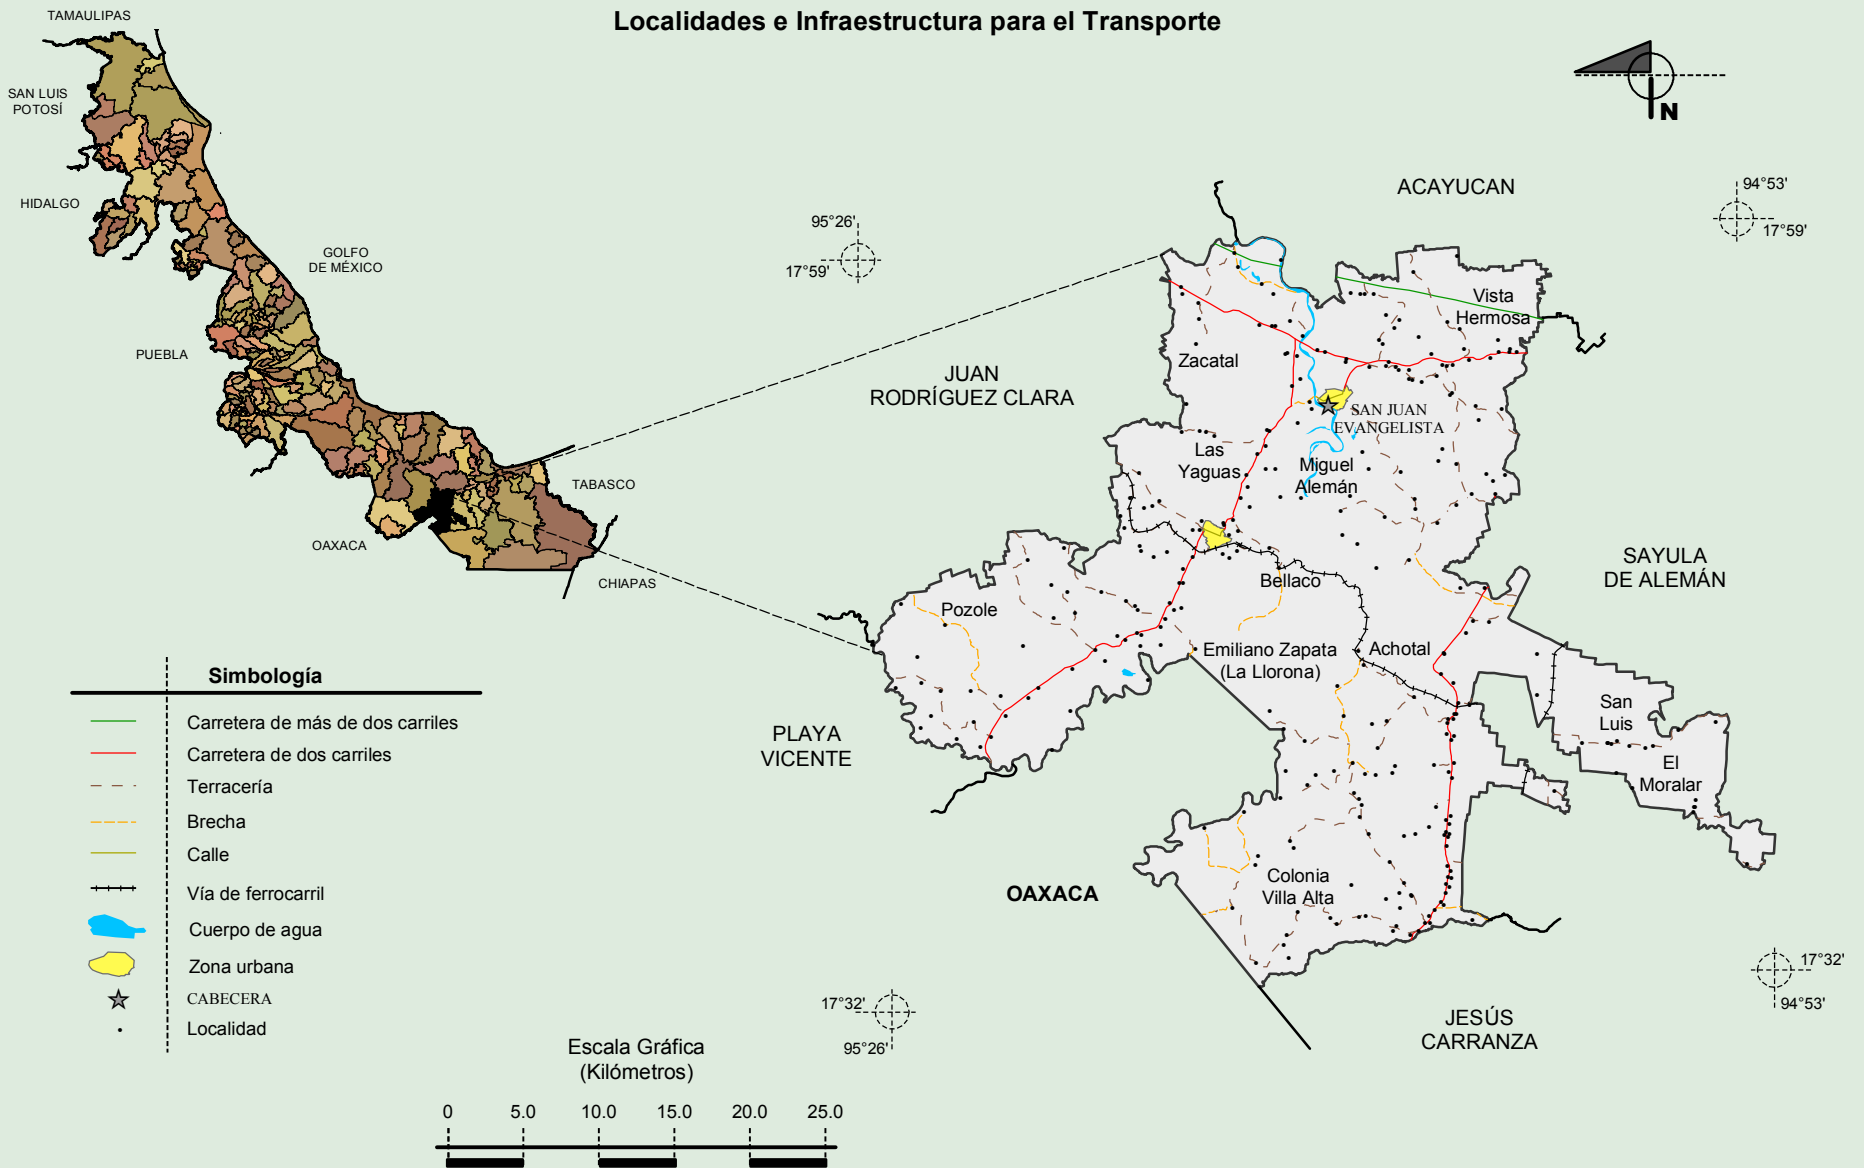 Localidades e Infraestructura para el Transporte
TAMAULIPAS
SAN LUIS
POTOSÍ
HIDALGO
GOLFO
DE MÉXICO
PUEBLA
OAXACA
TABASCO
CHIAPAS
N
95°26'
17°59'
94°53'
17°59'
ACAYUCAN
JUAN
RODRÍGUEZ CLARA
Vista
Hermosa
Zacatal
SAN JUAN
EVANGELISTA
Las
Yaguas
Miguel
Alemán
SAYULA
DE ALEMÁN
Bellaco
Pozole
Emiliano Zapata
(La Llorona)
Achotal
San
Luis
El
Moralar
PLAYA
VICENTE
Colonia
Villa Alta
OAXACA
JESÚS
CARRANZA
17°32'
95°26'
17°32'
94°53'
Simbología
Carretera de más de dos carriles
Carretera de dos carriles
Terracería
Brecha
Calle
Vía de ferrocarril
Cuerpo de agua
Zona urbana
CABECERA
Localidad
Escala Gráfica
(Kilómetros)
0 5.0 10.0 15.0 20.0 25.0